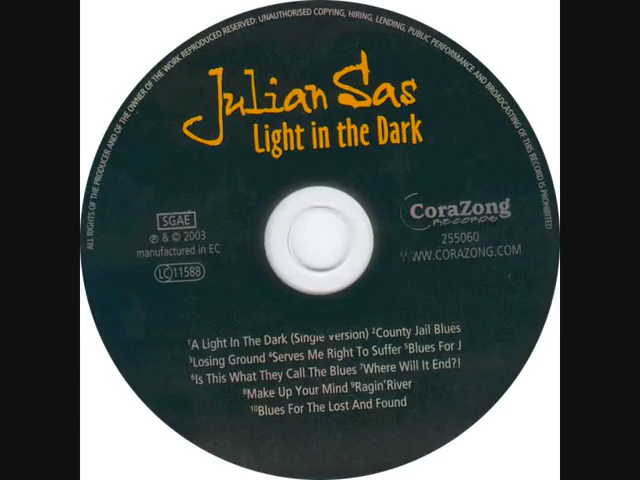 ALL RIGHTS OF THE PRODUCER AND OF THE OWNER OF THE WORK REPRODUCED RESERVED: UNAUTHORISED COPYING, HIRING, LENDING, PUBLIC PERFORMANCE AND BROADCASTING OF THIS RECORD IS PROHIBITED
Julian Sas
Light in the Dark
SGAE
℗ & © 2003
manufactured in EC
LC 11588
CoraZong
RECORDS
255060
WWW.CORAZONG.COM
1A Light In The Dark (Single Version) 2County Jail Blues
3Losing Ground 4Serves Me Right To Suffer 5Blues For J
6Is This What They Call The Blues 7Where Will It End?!
8Make Up Your Mind 9Ragin'River
10Blues For The Lost And Found